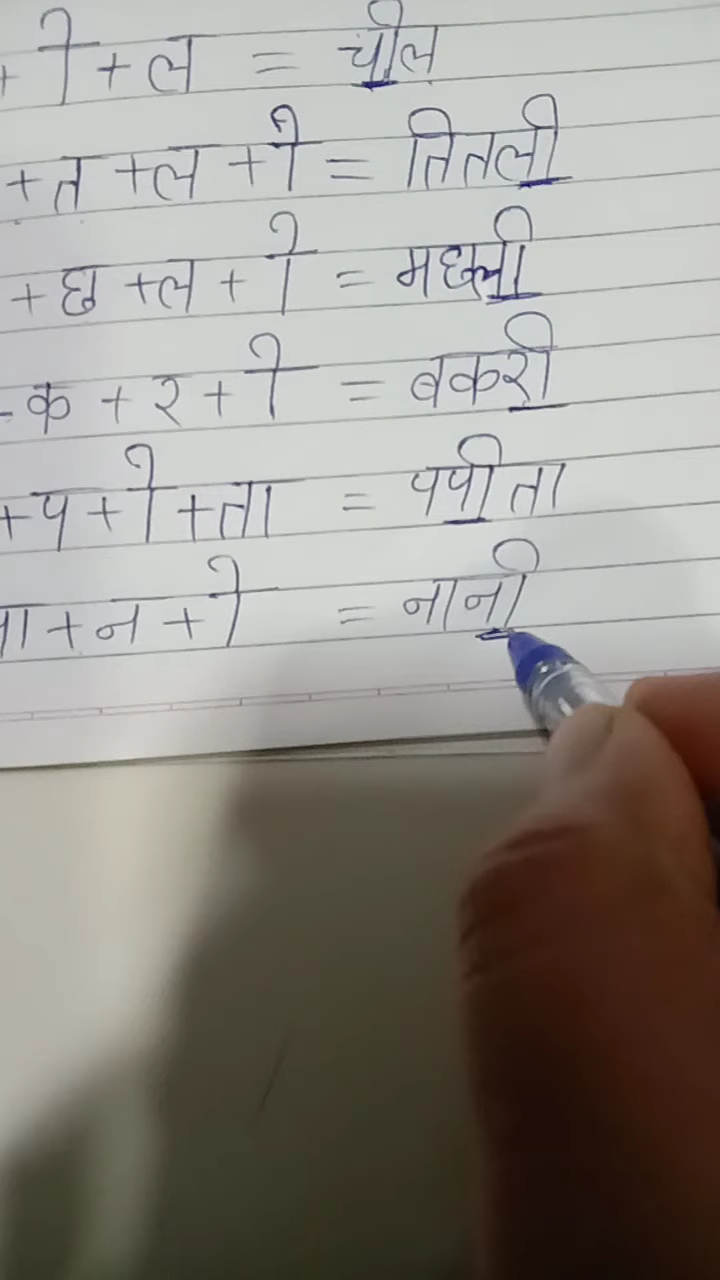 + ी + ल = चील
+ त + ल + ी = तितली
+ छ + ल + ी = मछली
- क + र + ी = बकरी
+ प + ी + ता = पपीता
ना + न + ी = नानी